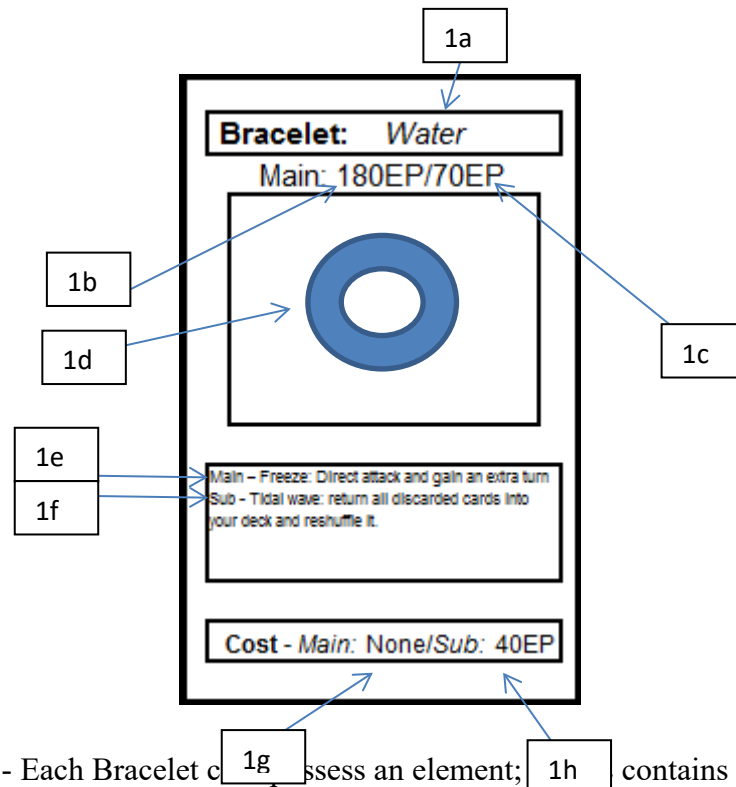 1a
Bracelet: Water
Main: 180EP/70EP
1b
1d
1c
1e
Main – Freeze: Direct attack and gain an extra turn
1f
Sub - Tidal wave: return all discarded cards into
your deck and reshuffle it.
Cost - Main: None/Sub: 40EP
1g
1h
- Each Bracelet an element; contains